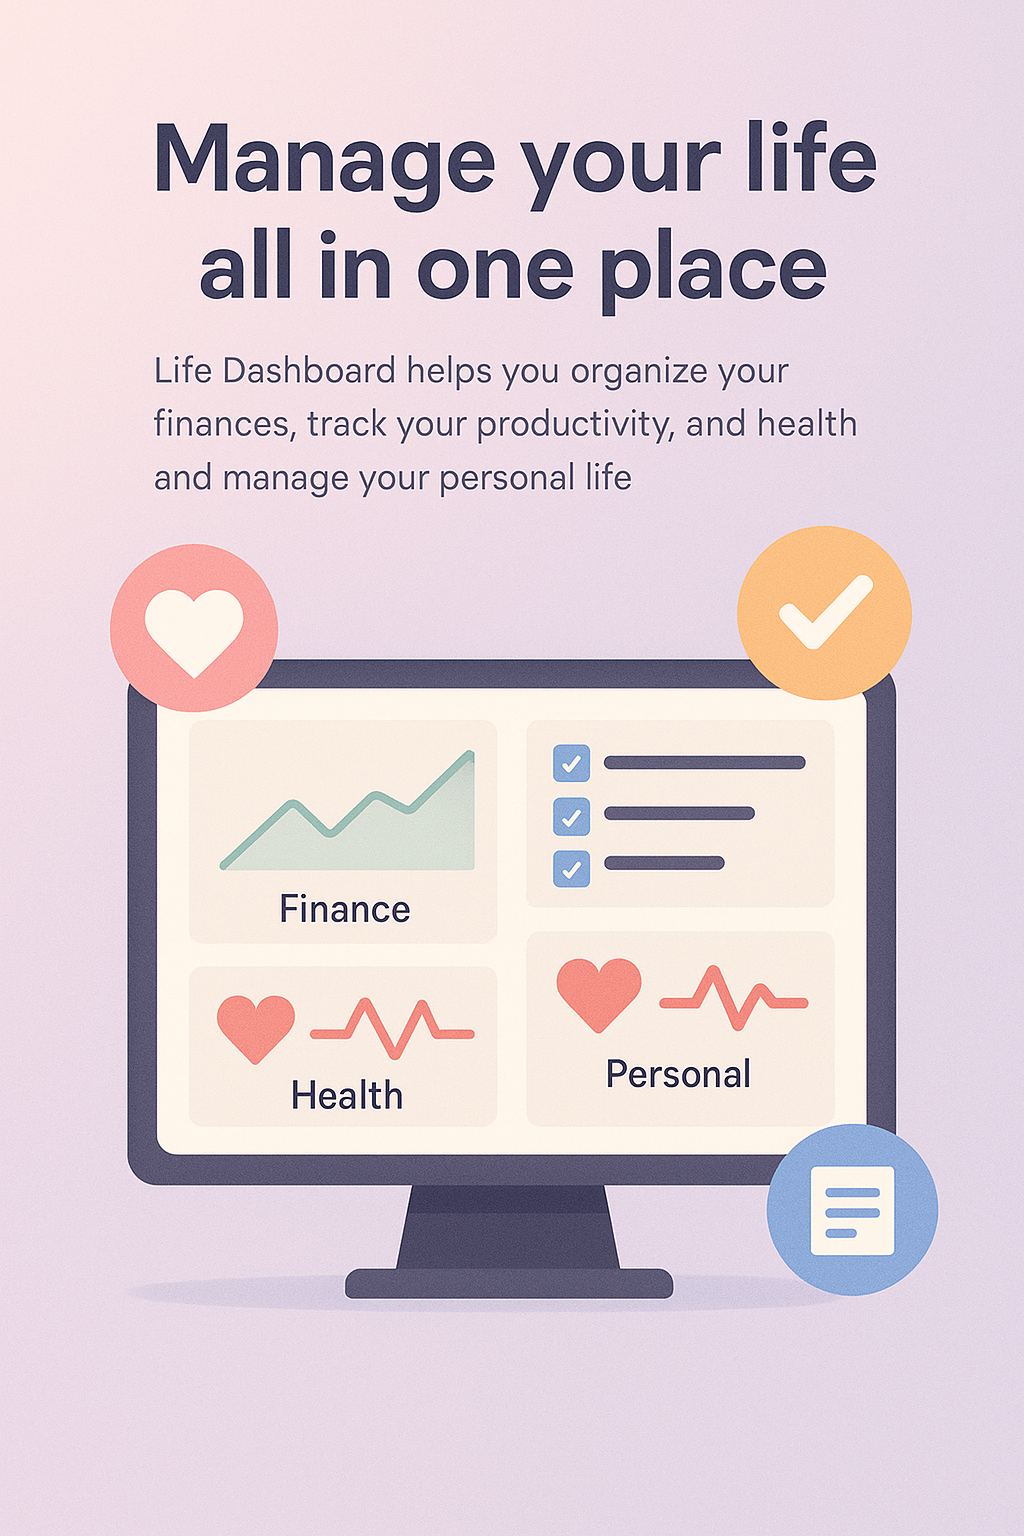 Manage your life
all in one place
Life Dashboard helps you organize your
finances, track your productivity, and health
and manage your personal life
Finance
Health
Personal